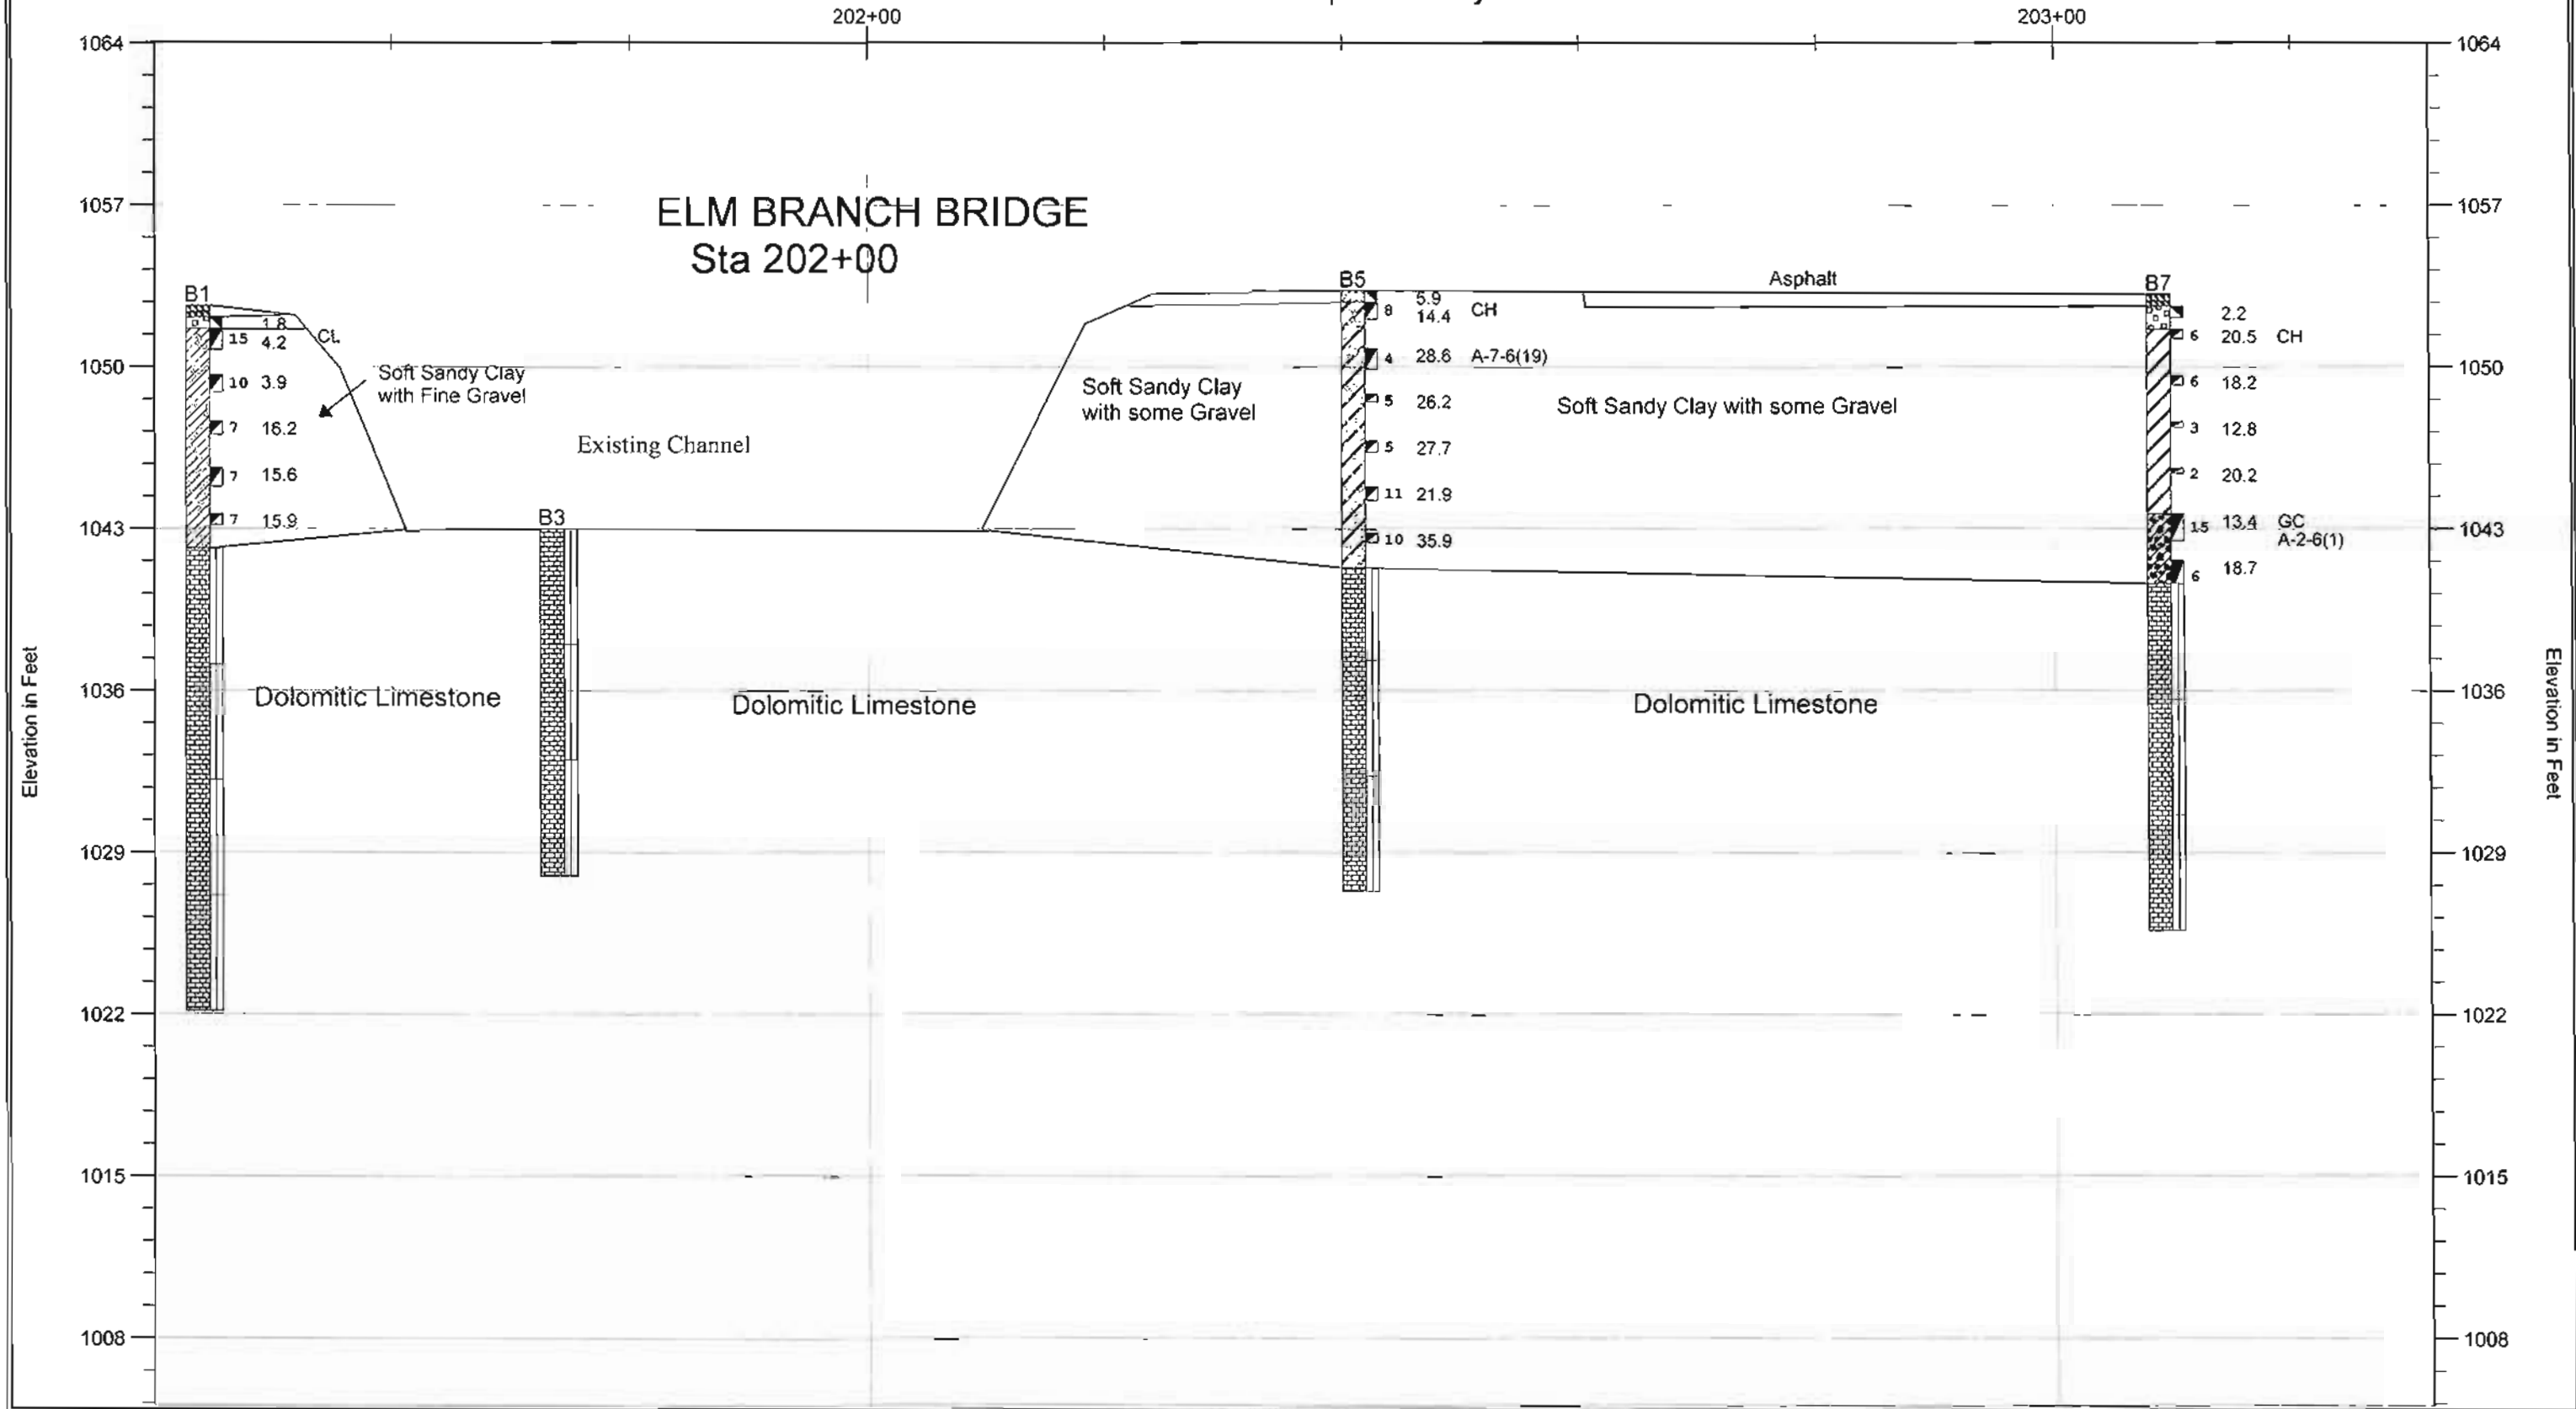 202+00
203+00
1064
1064
1057
1057
ELM BRANCH BRIDGE
Sta 202+00
B1
B5
Asphalt
B7
1.8
CL
15 4.2
10 3.9
7 16.2
7 15.6
7 15.9
Soft Sandy Clay
with Fine Gravel
Existing Channel
B3
Soft Sandy Clay
with some Gravel
5.9
8 14.4 CH
4 28.6 A-7-6(19)
5 26.2
5 27.7
11 21.9
10 35.9
Soft Sandy Clay with some Gravel
2.2
6 20.5 CH
6 18.2
3 12.8
2 20.2
15 13.4 GC
A-2-6(1)
6 18.7
1050
1050
1043
1043
Elevation in Feet
Elevation in Feet
1036
Dolomitic Limestone
Dolomitic Limestone
Dolomitic Limestone
1036
1029
1029
1022
1022
1015
1015
1008
1008